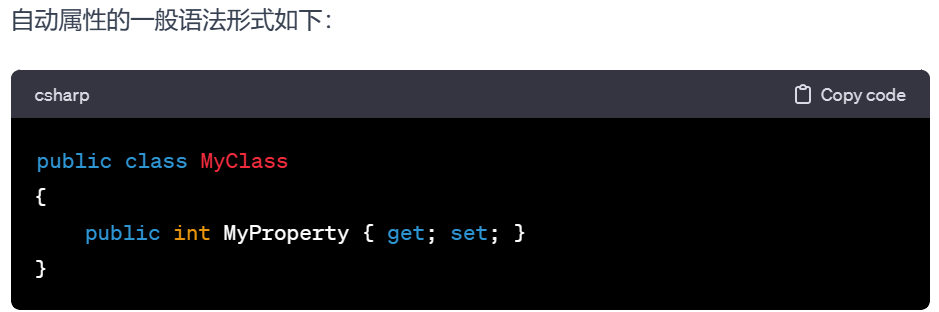 自动属性的一般语法形式如下：
csharp
Copy code
public class MyClass
{
    public int MyProperty { get; set; }
}